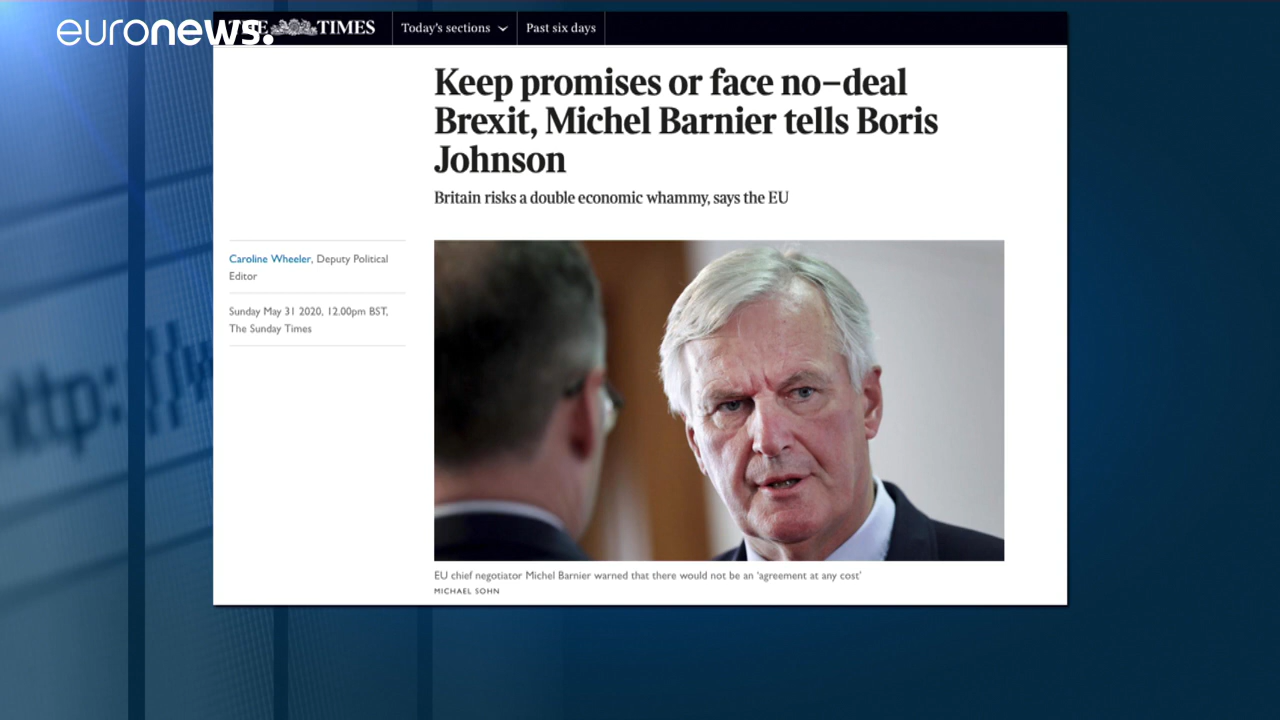 euronews.
THE TIMES
Today's sections
Past six days
Keep promises or face no–deal
Brexit, Michel Barnier tells Boris
Johnson
Britain risks a double economic whammy, says the EU
Caroline Wheeler, Deputy Political
Editor
Sunday May 31 2020, 12.00pm BST,
The Sunday Times
http:
EU chief negotiator Michel Barnier warned that there would not be an ‘agreement at any cost’
MICHAEL SOHN